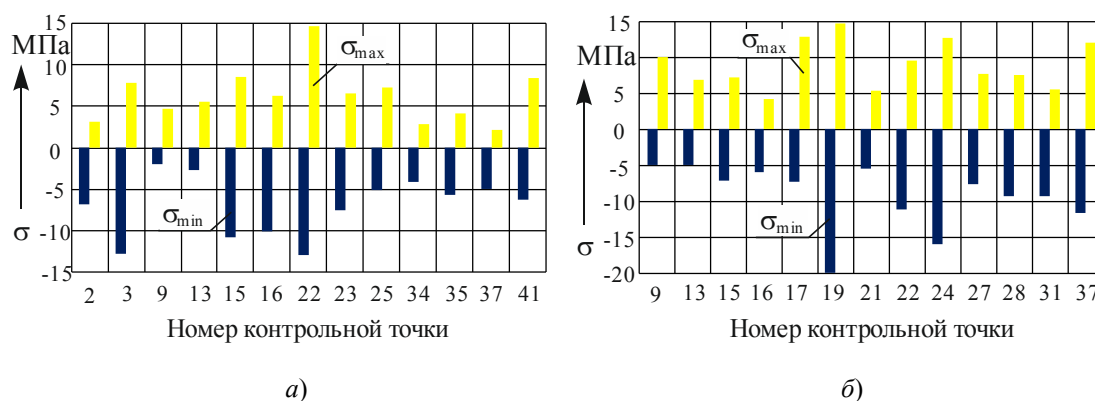 15
МПа
10
5
0
-5
σ -10
-15
σmax
σmin
2 3 9 13 15 16 22 23 25 34 35 37 41
Номер контрольной точки
а)
15
МПа
10
5
0
-5
-10
σ -15
-20
σmax
σmin
9 13 15 16 17 19 21 22 24 27 28 31 37
Номер контрольной точки
б)